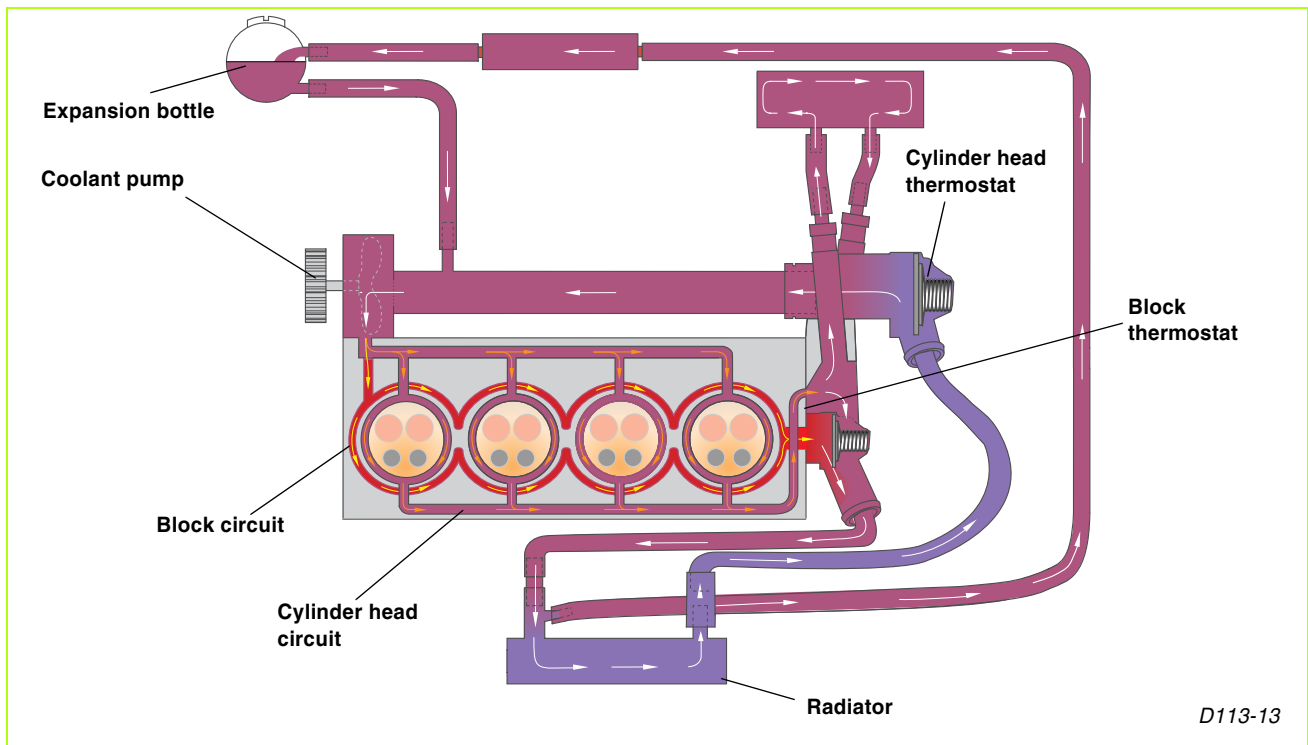 Expansion bottle
Coolant pump
Cylinder head
thermostat
Block
thermostat
Block circuit
Cylinder head
circuit
Radiator
D113-13